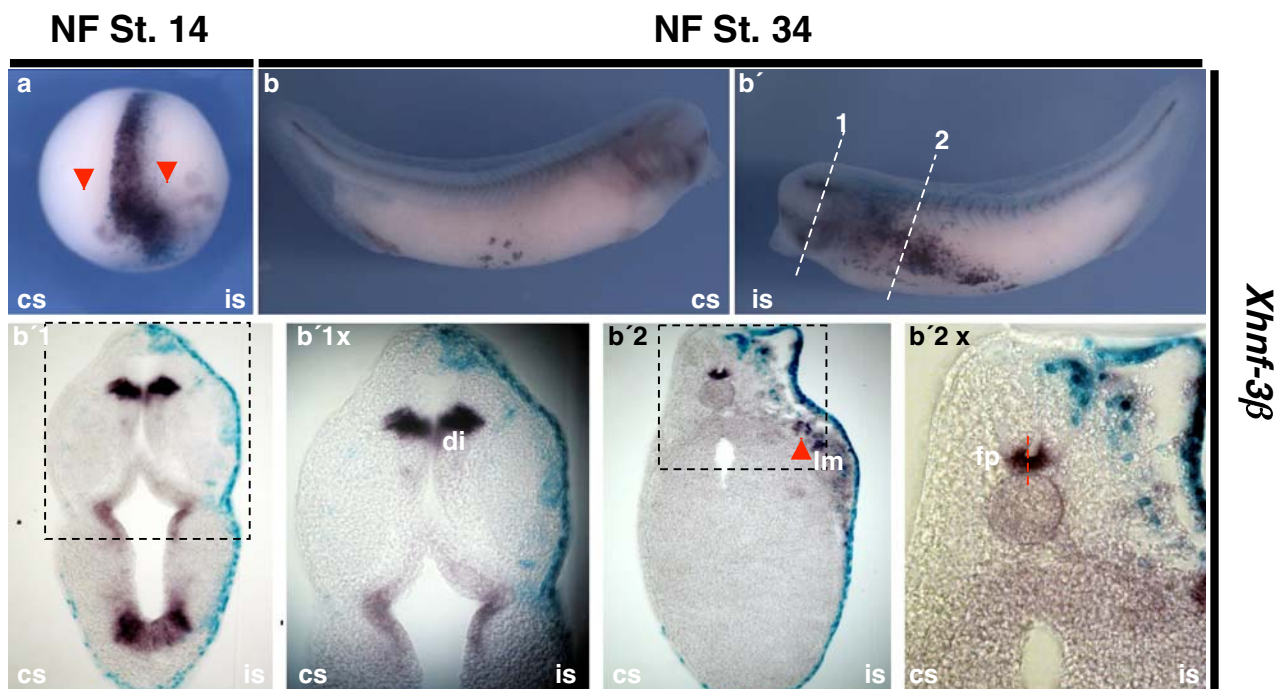 NF St. 14
NF St. 34
a
cs
is
b
cs
b´
1
2
is
Xhnf-3β
b´1
cs
is
b´1x
di
cs
is
b´2
lm
cs
is
b´2 x
fp
cs
is